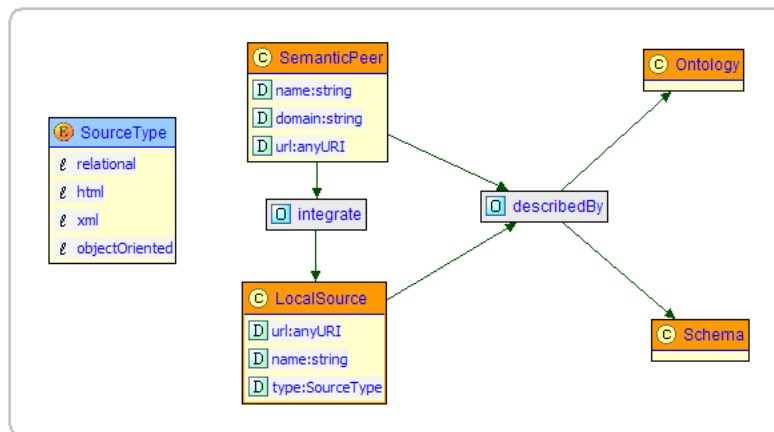 C SemanticPeer
D name:string
D domain:string
D url:anyURI
C Ontology
E SourceType
ℓ relational
ℓ html
ℓ xml
ℓ objectOriented
O integrate
O describedBy
C LocalSource
D url:anyURI
D name:string
D type:SourceType
C Schema